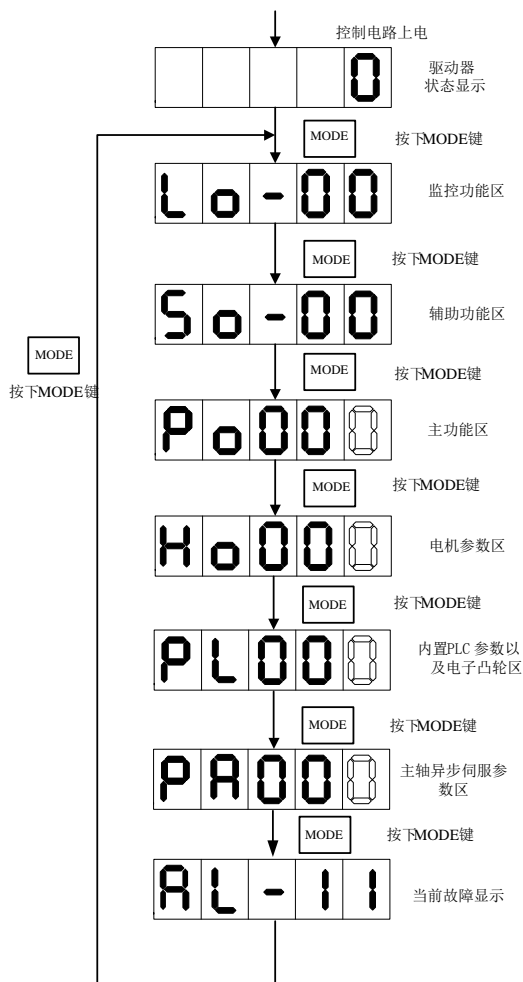 控制电路上电
0
驱动器
状态显示
MODE
按下MODE键
Lo-00
监控功能区
MODE
按下MODE键
So-00
辅助功能区
MODE
按下MODE键
MODE
按下MODE键
Po000
主功能区
MODE
按下MODE键
Ho000
电机参数区
MODE
按下MODE键
PL000
内置PLC 参数以
及电子凸轮区
MODE
按下MODE键
PA000
主轴异步伺服参
数区
MODE
按下MODE键
AL-11
当前故障显示